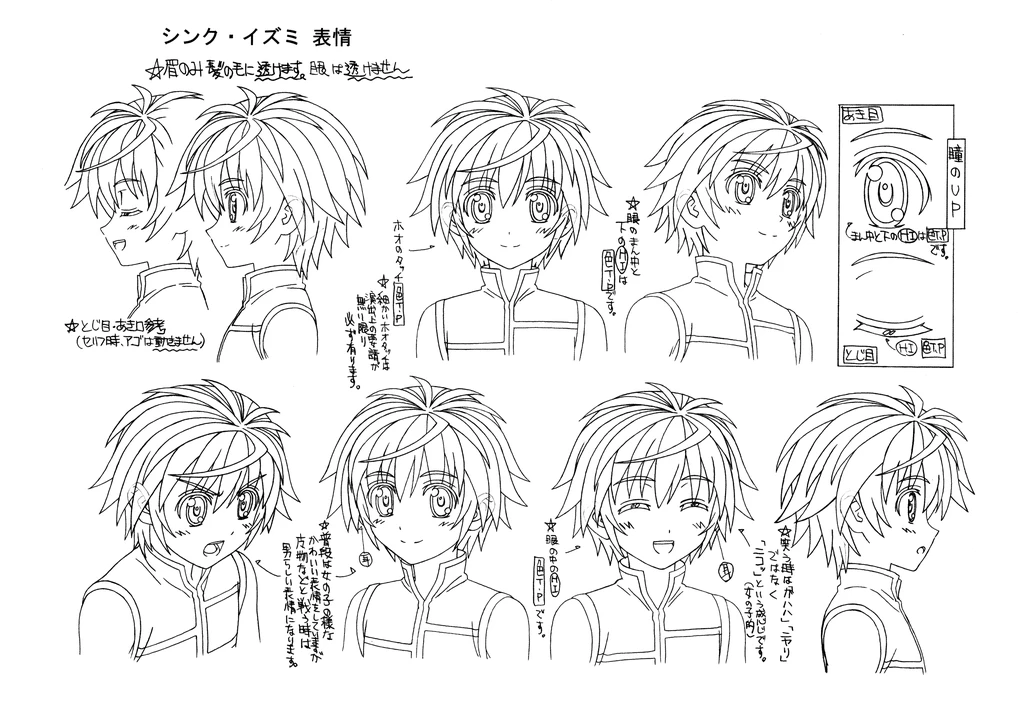 シンク・イズミ 表情
☆眉のみ髪の毛に透けます。眼は透けません
あき目
瞳のUP
まん中と下のHIは色T.P
です。
とじ目
HI 色T.P
☆眼のまん中と
下のHIは
色T.Pです。
ホオのタッチ色T.P
☆細かいホオタッチは
演出上の要請が
無い限り
必ず有ります。
☆とじ目・あき口参考
(セリフ時、アゴは動きません)
☆普段は女の子の様な
かわいい表情をしていますが
魔物などと戦う時は
男らしい表情になります。
耳
☆眼の中のHI
色T.Pです。
耳
☆笑う時は「ガハハ」「ニヤリ」
ではなく
「ニコッ」という感じです。
(女の子的)